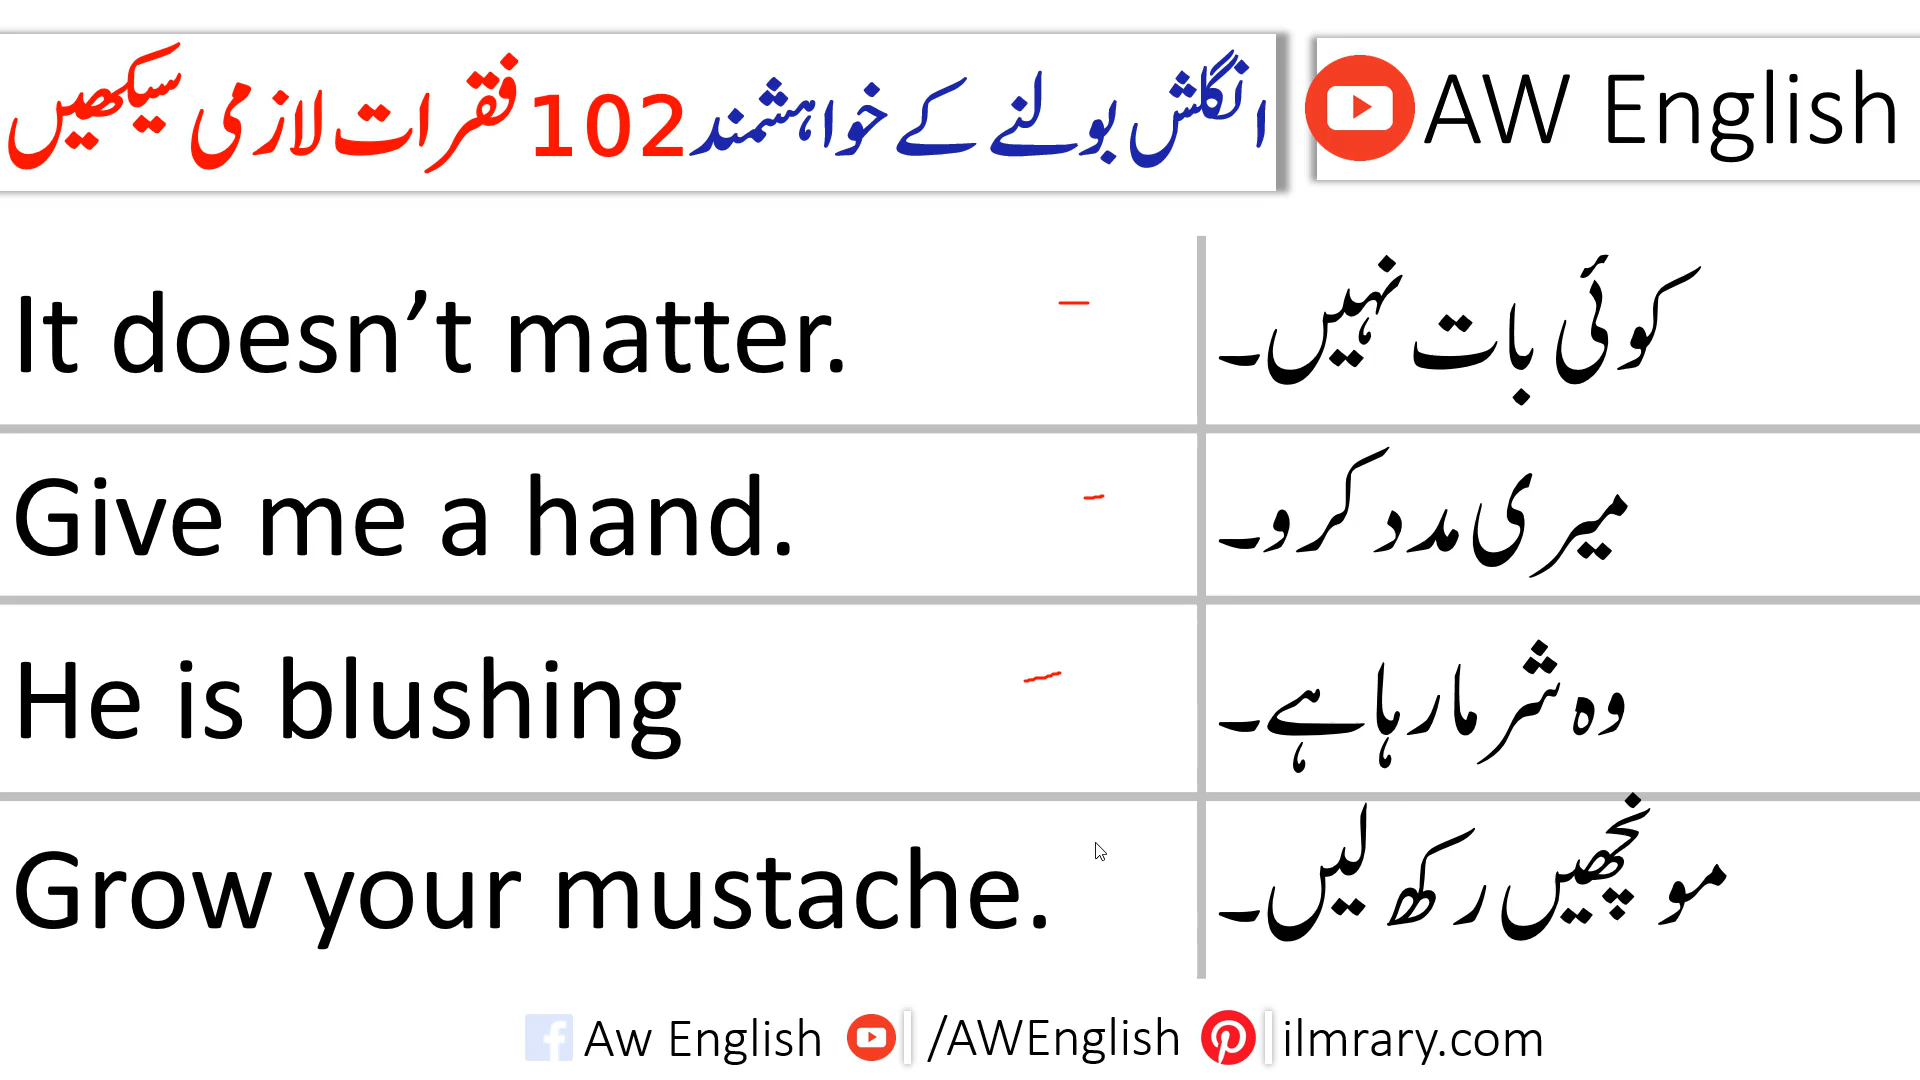 انگلش بولنے کے خواہشمند 102 فقرات لازمی سیکھیں
AW English
It doesn’t matter.
کوئی بات نہیں۔
Give me a hand.
میری مدد کرو۔
He is blushing
وہ شرما رہا ہے۔
Grow your mustache.
مونچھیں رکھ لیں۔
Aw English /AWEnglish ilmrary.com